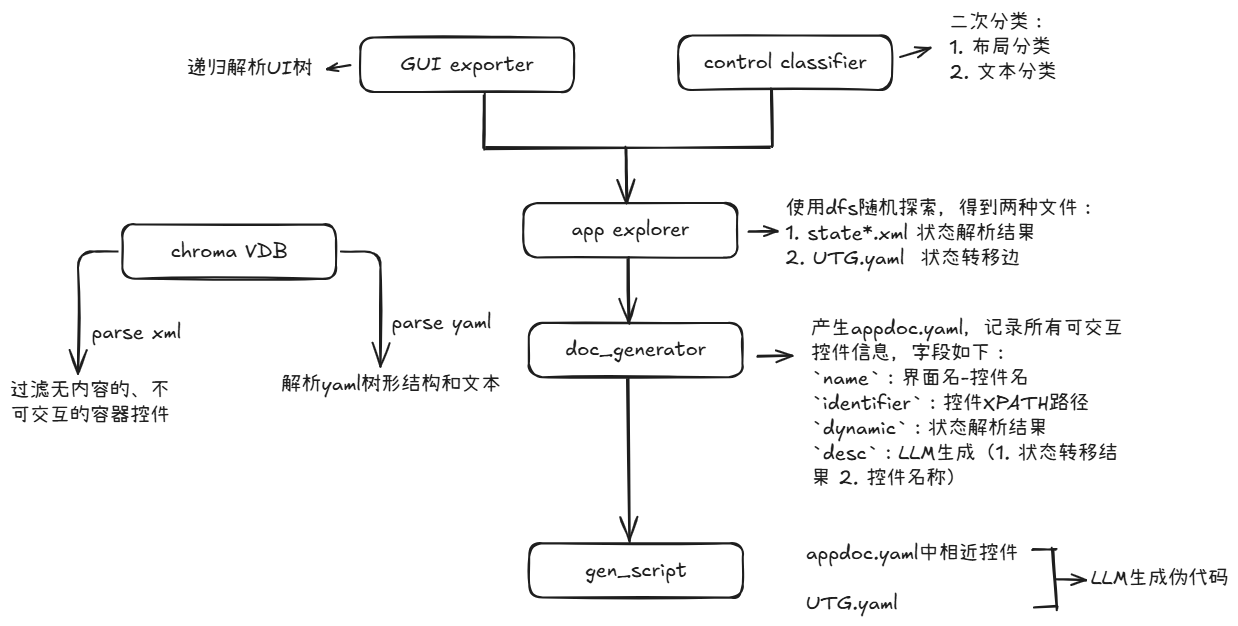 二次分类：
1. 布局分类
2. 文本分类
递归解析UI树
GUI exporter
control classifier
使用dfs随机探索，得到两种文件：
1. state*.xml 状态解析结果
2. UTG.yaml 状态转移边
app explorer
chroma VDB
parse xml
parse yaml
过滤无内容的、不
可交互的容器控件
解析yaml树形结构和文本
doc_generator
产生appdoc.yaml，记录所有可交互
控件信息，字段如下：
`name`：界面名-控件名
`identifier`：控件XPATH路径
`dynamic`：状态解析结果
`desc`：LLM生成（1. 状态转移结
果 2. 控件名称）
gen_script
appdoc.yaml中相近控件
UTG.yaml
LLM生成伪代码